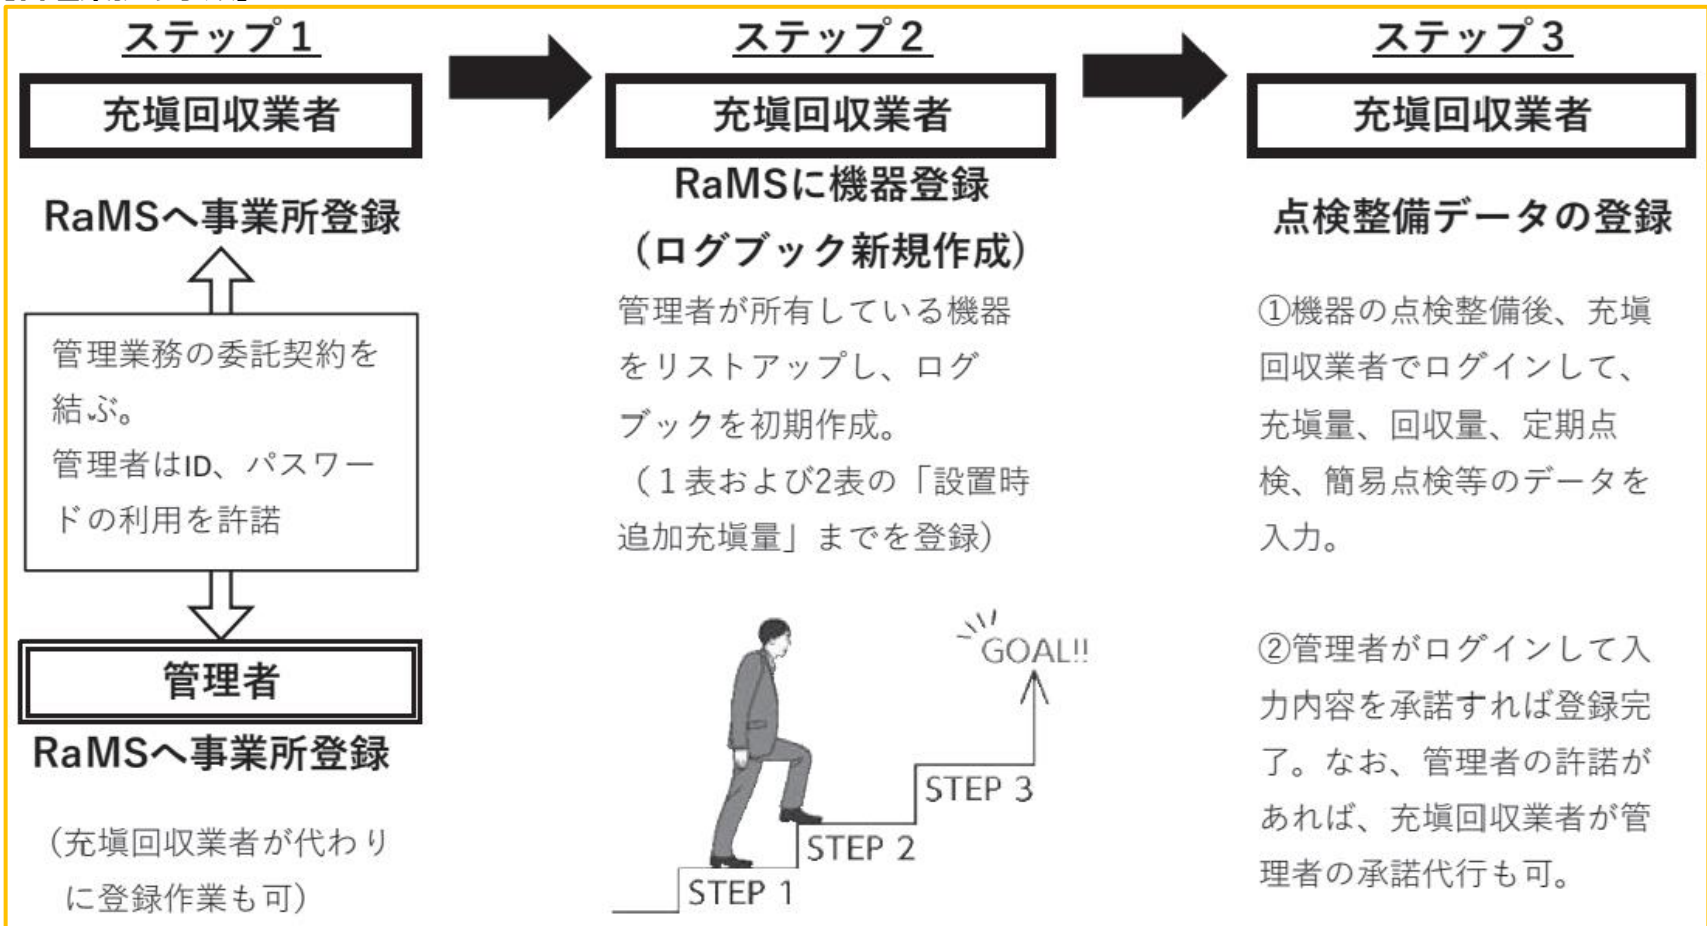 ステップ1
充塡回収業者
RaMSへ事業所登録
管理業務の委託契約を
結ぶ。
管理者はID、パスワー
ドの利用を許諾
管理者
RaMSへ事業所登録
（充塡回収業者が代わり
に登録作業も可）
ステップ2
充塡回収業者
RaMSに機器登録
（ログブック新規作成）
管理者が所有している機器
をリストアップし、ログ
ブックを初期作成。
（１表および2表の「設置時
追加充塡量」までを登録）
GOAL!!
STEP 3
STEP 2
STEP 1
ステップ3
充塡回収業者
点検整備データの登録
①機器の点検整備後、充塡
回収業者でログインして、
充塡量、回収量、定期点
検、簡易点検等のデータを
入力。
②管理者がログインして入
力内容を承諾すれば登録完
了。なお、管理者の許諾が
あれば、充塡回収業者が管
理者の承諾代行も可。